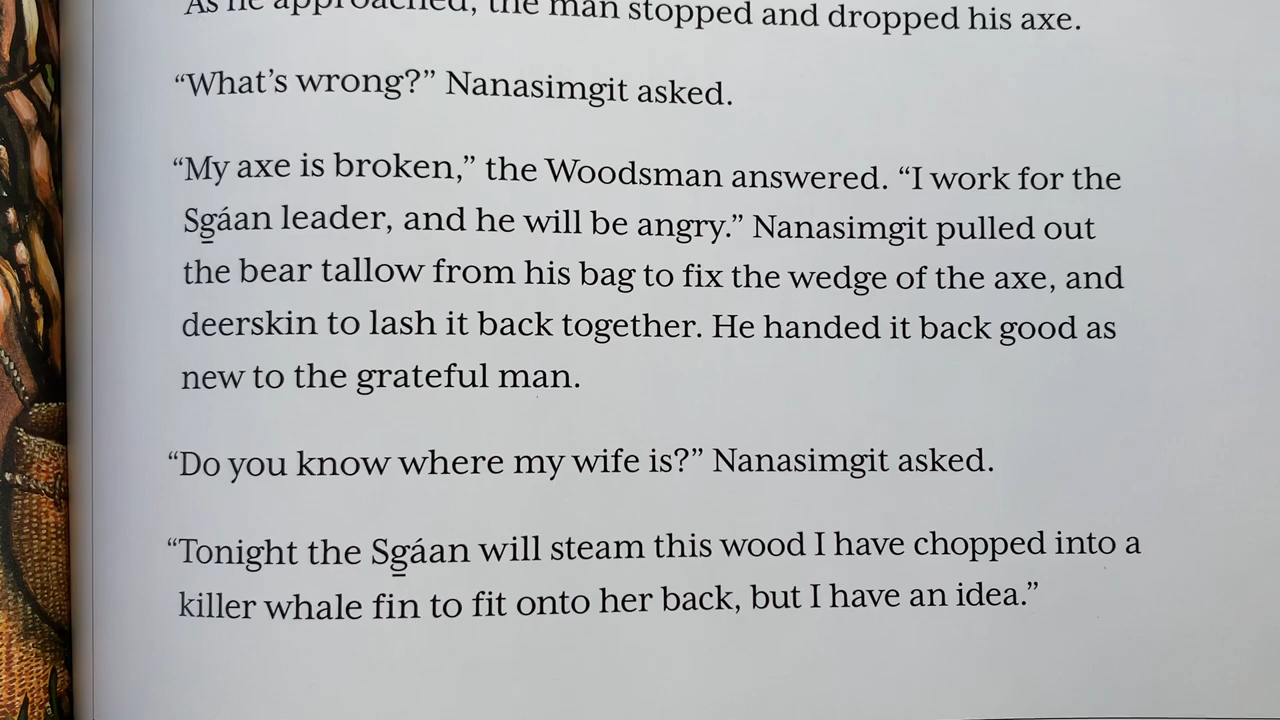 As he approached, the man stopped and dropped his axe.
“What’s wrong?” Nanasimgit asked.
“My axe is broken,” the Woodsman answered. “I work for the
Sg̱áan leader, and he will be angry.” Nanasimgit pulled out
the bear tallow from his bag to fix the wedge of the axe, and
deerskin to lash it back together. He handed it back good as
new to the grateful man.
“Do you know where my wife is?” Nanasimgit asked.
“Tonight the Sg̱áan will steam this wood I have chopped into a
killer whale fin to fit onto her back, but I have an idea.”